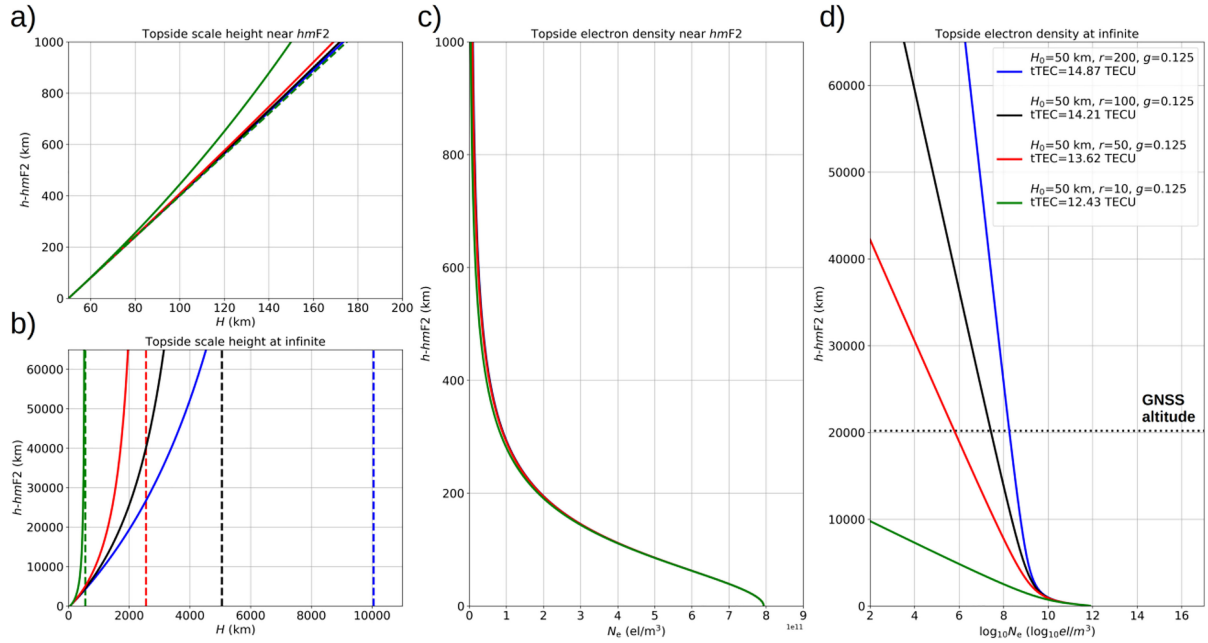 a)
Topside scale height near hmF2
1000
800
600
400
200
0
h-hmF2 (km)
60 80 100 120 140 160 180 200
H (km)
b)
Topside scale height at infinite
60000
50000
40000
30000
20000
10000
0
h-hmF2 (km)
0 2000 4000 6000 8000 10000
H (km)
c)
Topside electron density near hmF2
1000
800
600
400
200
0
h-hmF2 (km)
0 1 2 3 4 5 6 7 8 9
1e11
Ne (el/m³)
d)
Topside electron density at infinite
60000
50000
40000
30000
20000
10000
0
h-hmF2 (km)
H₀=50 km, r=200, g=0.125
tTEC=14.87 TECU
H₀=50 km, r=100, g=0.125
tTEC=14.21 TECU
H₀=50 km, r=50, g=0.125
tTEC=13.62 TECU
H₀=50 km, r=10, g=0.125
tTEC=12.43 TECU
GNSS
altitude
2 4 6 8 10 12 14 16
log₁₀Ne (log₁₀el/m³)